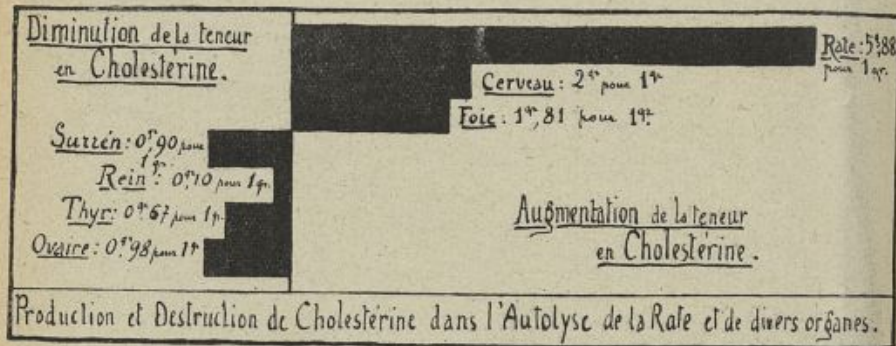 Diminution de la teneur
en Cholestérine.
Rate: 5gr,88
pour 1gr.
Cerveau: 2gr pour 1gr
Foie: 1gr,81 pour 1gr.
Surrén: 0gr,90 pour
1gr.
Rein: 0gr,10 pour 1gr.
Thyr: 0gr,67 pour 1gr.
Ovaire: 0gr,98 pour 1gr
Augmentation de la teneur
en Cholestérine.
Production et Destruction de Cholestérine dans l'Autolyse de la Rate et de divers organes.